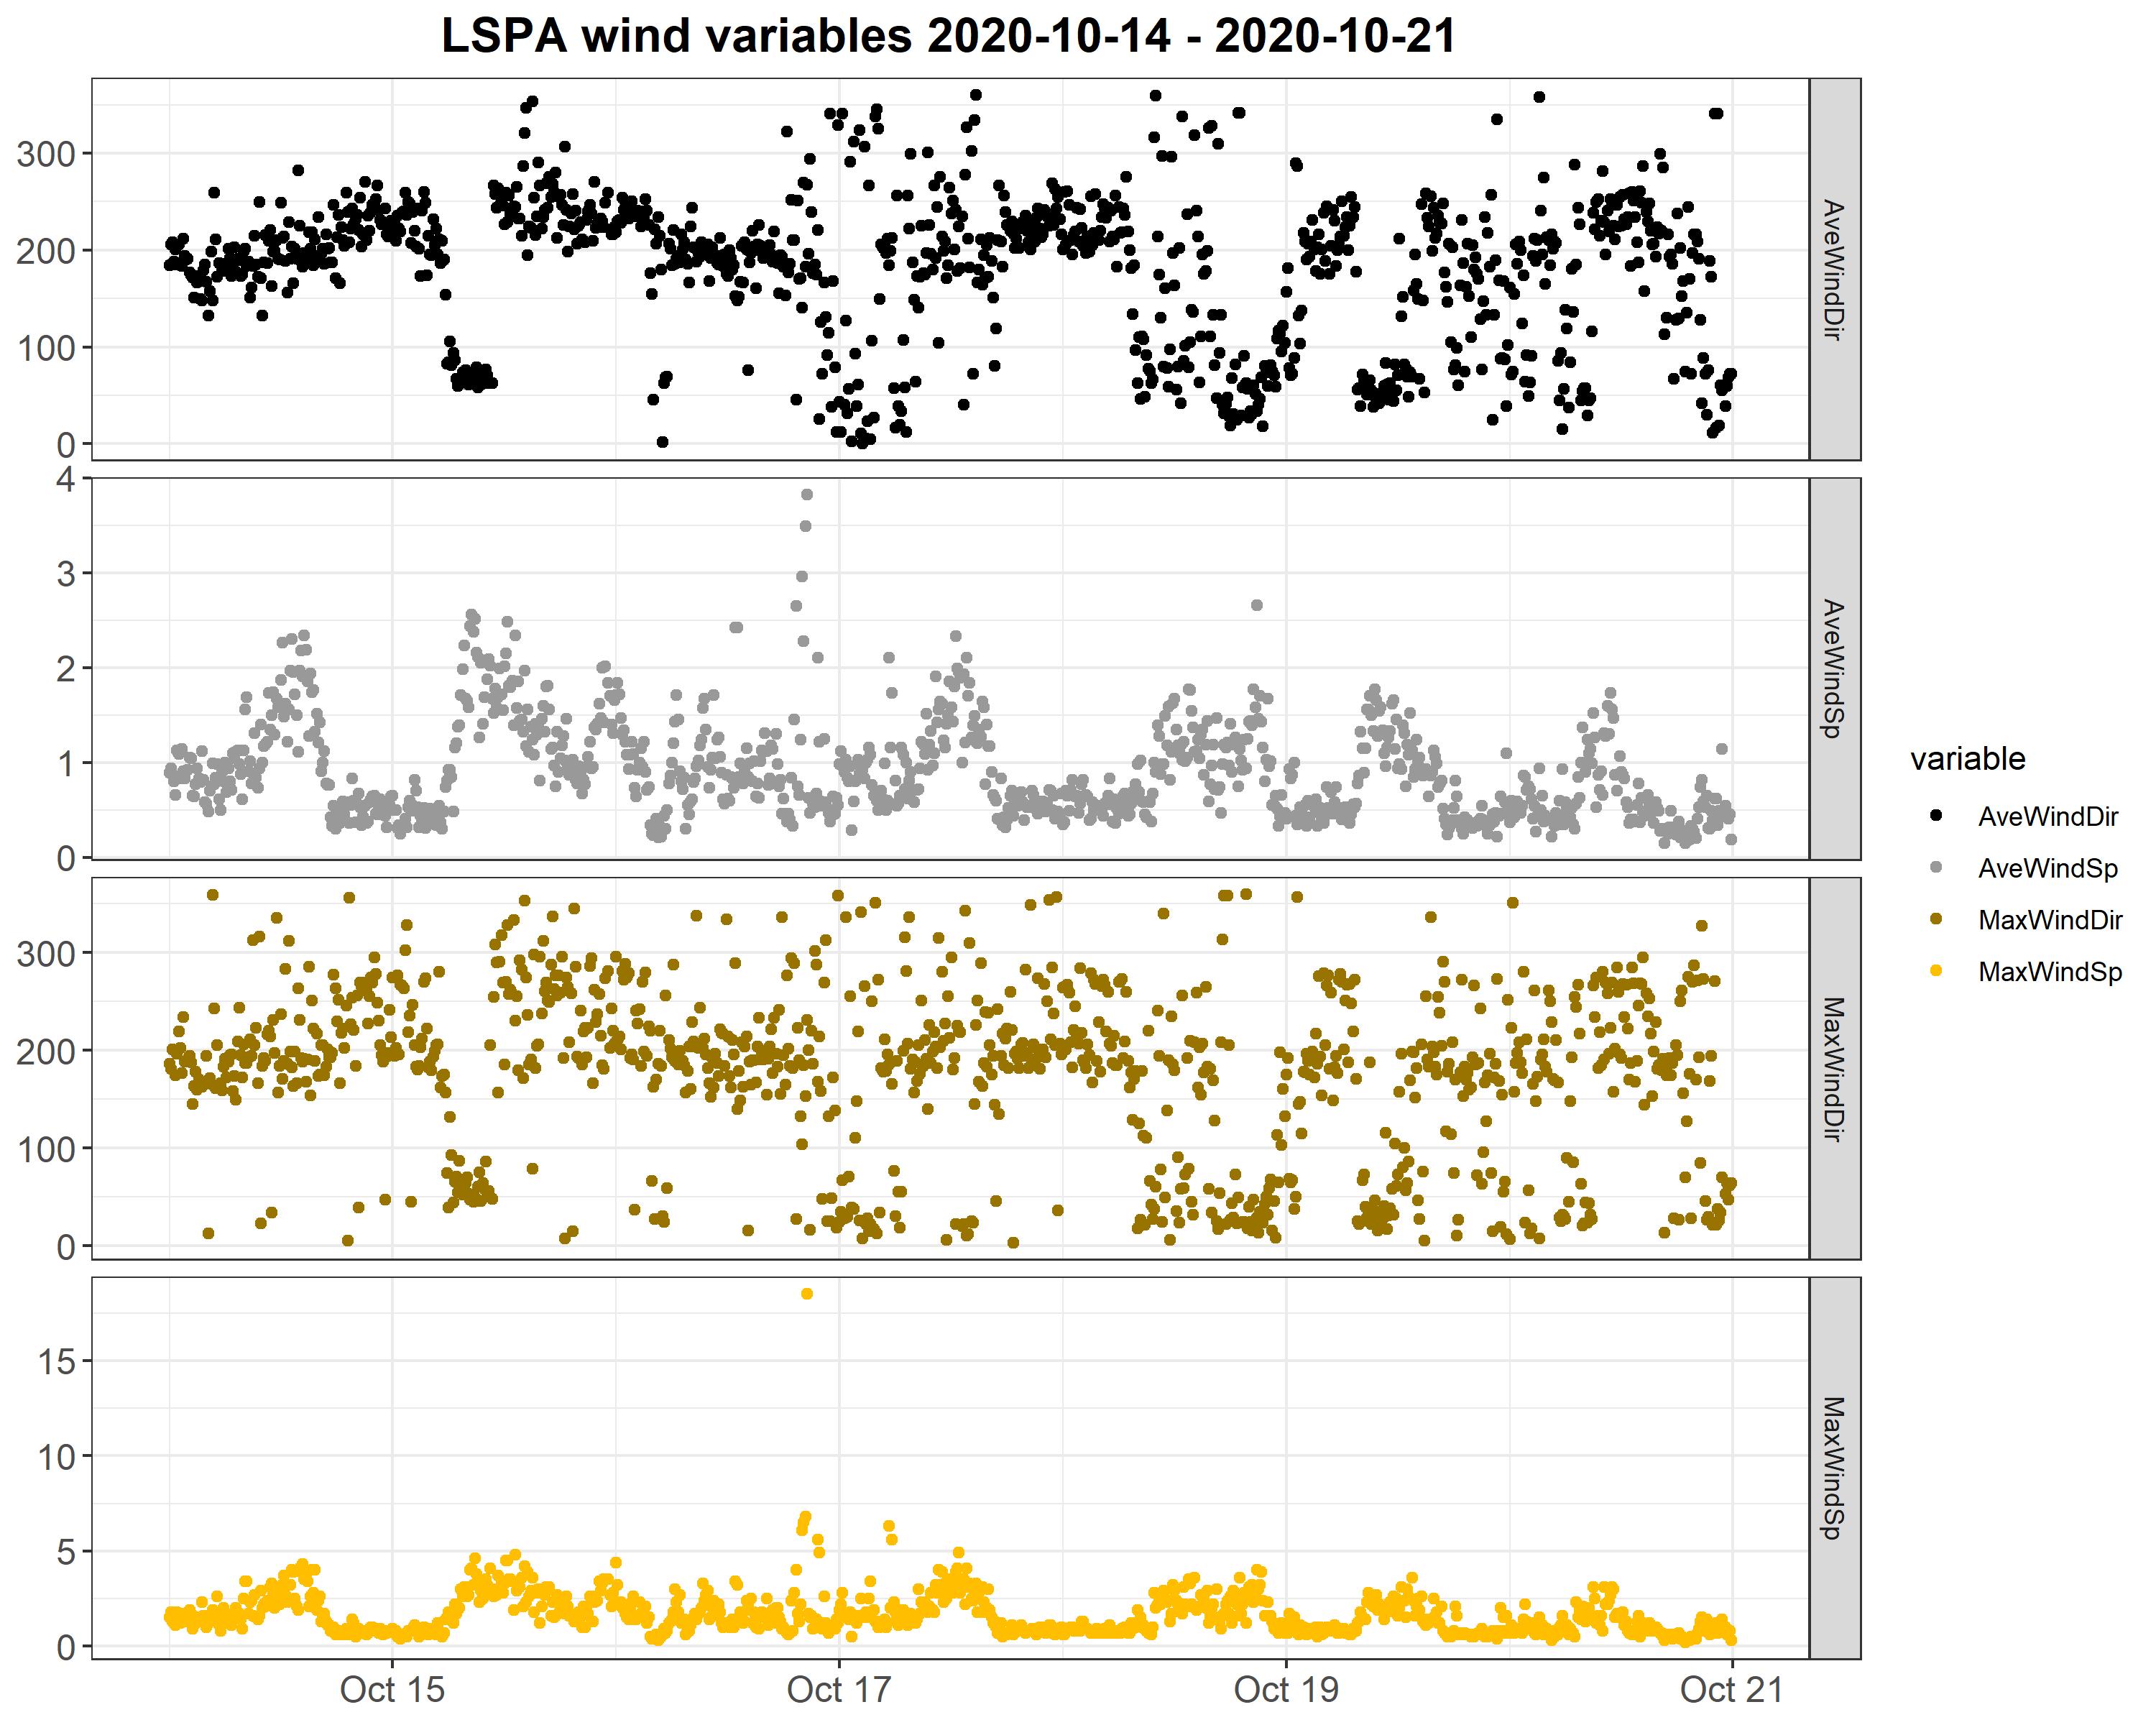 LSPA wind variables 2020-10-14 - 2020-10-21
300
200
100
0
AveWindDir
4
3
2
1
0
AveWindSp
300
200
100
0
MaxWindDir
15
10
5
0
MaxWindSp
Oct 15
Oct 17
Oct 19
Oct 21
variable
AveWindDir
AveWindSp
MaxWindDir
MaxWindSp